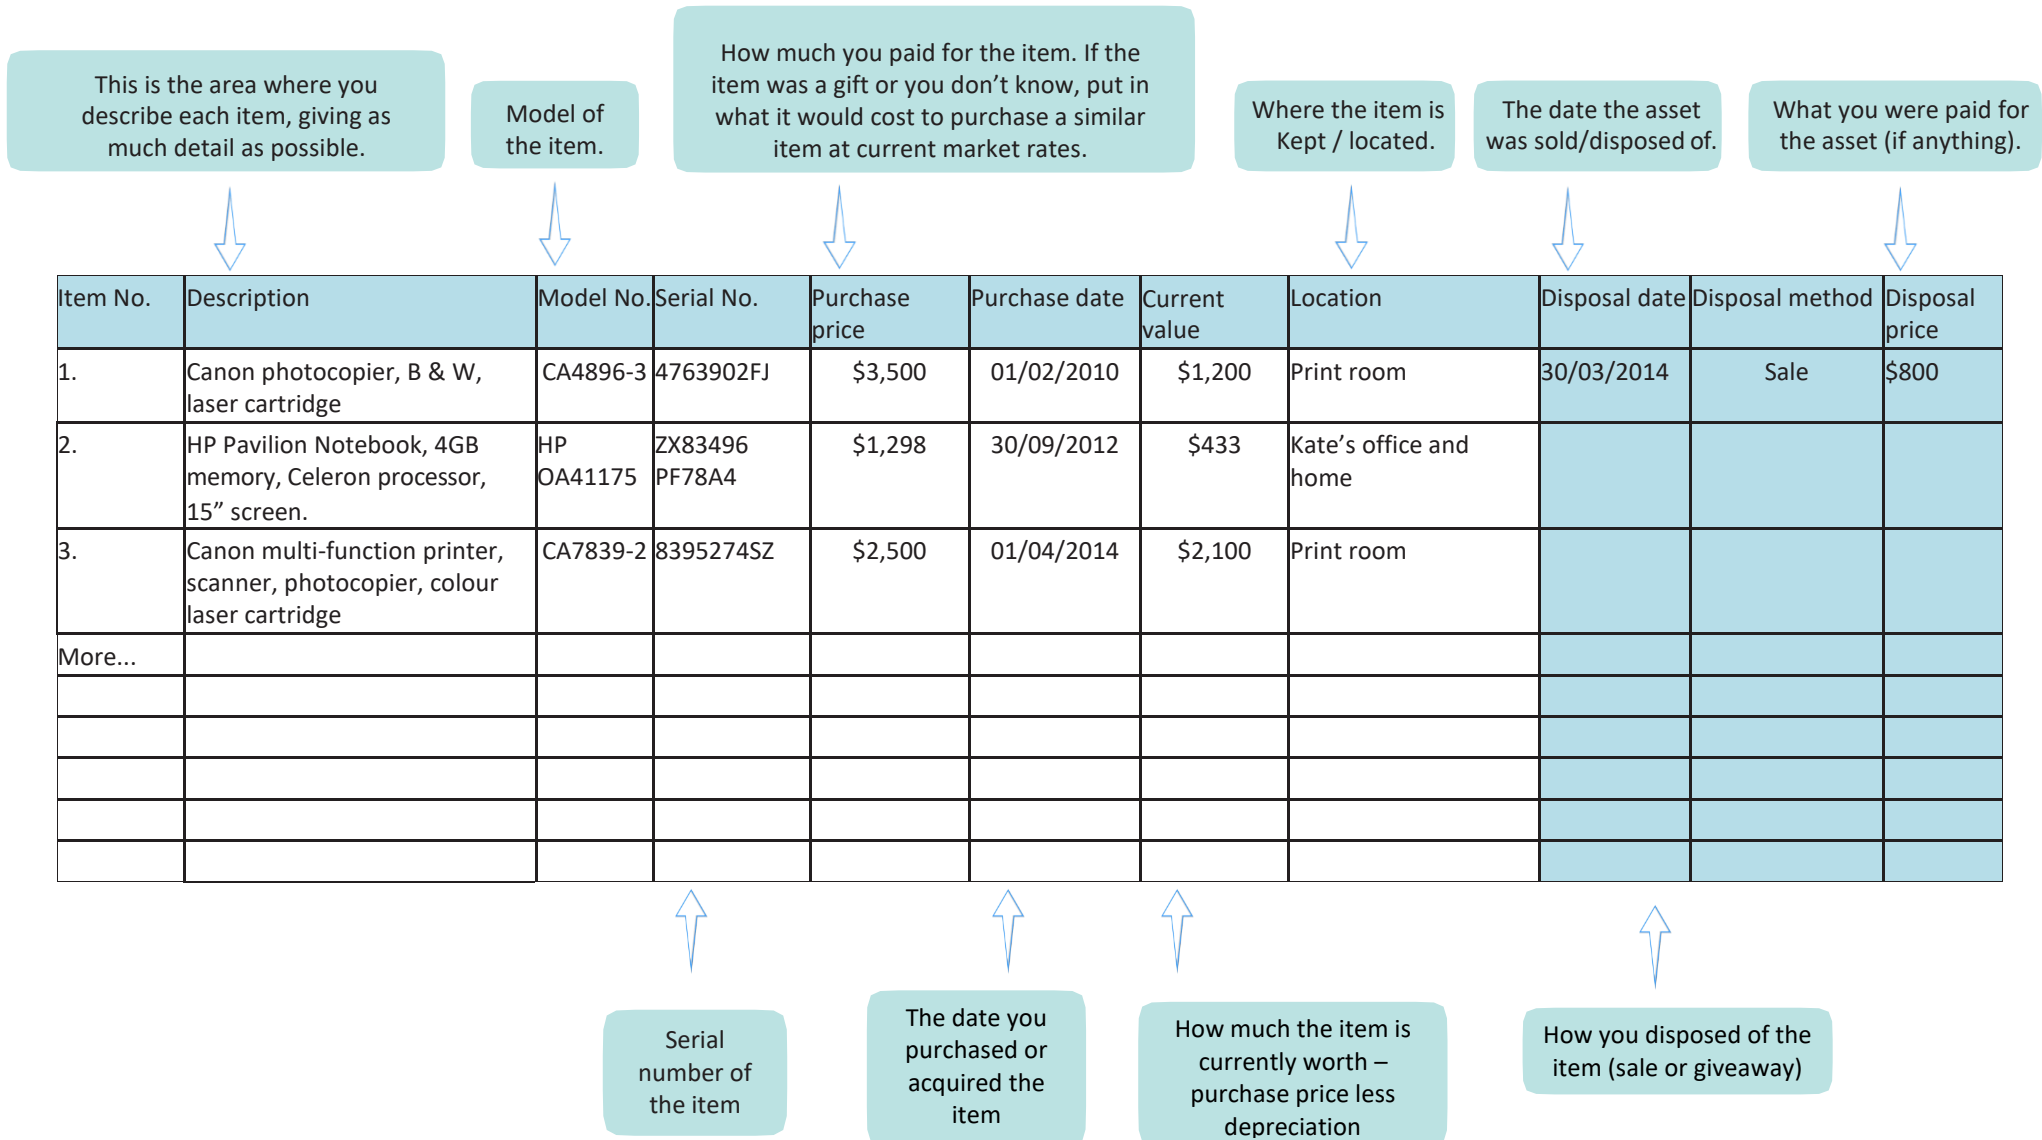 This is the area where you
describe each item, giving as
much detail as possible.
Model of
the item.
How much you paid for the item. If the
item was a gift or you don’t know, put in
what it would cost to purchase a similar
item at current market rates.
Where the item is
Kept / located.
The date the asset
was sold/disposed of.
What you were paid for
the asset (if anything).
Item No.
Description
Model No.
Serial No.
Purchase
price
Purchase date
Current
value
Location
Disposal date
Disposal method
Disposal
price
1.
Canon photocopier, B & W,
laser cartridge
CA4896-3
4763902FJ
$3,500
01/02/2010
$1,200
Print room
30/03/2014
Sale
$800
2.
HP Pavilion Notebook, 4GB
memory, Celeron processor,
15” screen.
HP
OA41175
ZX83496
PF78A4
$1,298
30/09/2012
$433
Kate’s office and
home
3.
Canon multi-function printer,
scanner, photocopier, colour
laser cartridge
CA7839-2
8395274SZ
$2,500
01/04/2014
$2,100
Print room
More...
Serial
number of
the item
The date you
purchased or
acquired the
item
How much the item is
currently worth –
purchase price less
depreciation
How you disposed of the
item (sale or giveaway)